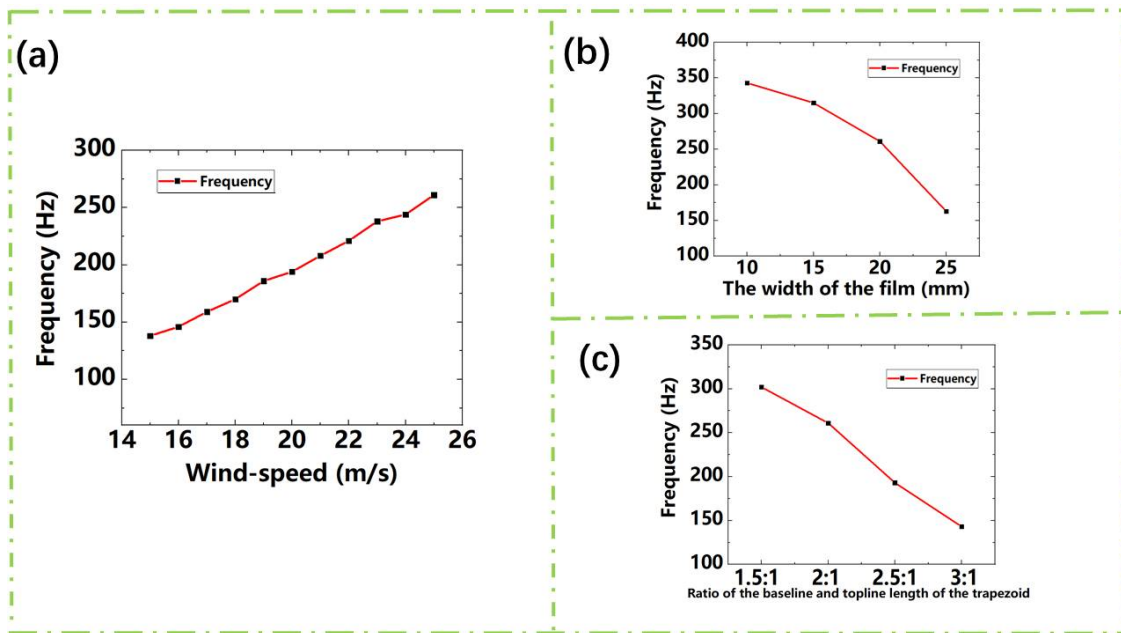 (a)
300
250
200
150
100
Frequency (Hz)
Frequency
14 16 18 20 22 24 26
Wind-speed (m/s)
(b)
400
350
300
250
200
150
100
Frequency (Hz)
Frequency
10 15 20 25
The width of the film (mm)
(c)
350
300
250
200
150
100
Frequency (Hz)
Frequency
1.5:1 2:1 2.5:1 3:1
Ratio of the baseline and topline length of the trapezoid